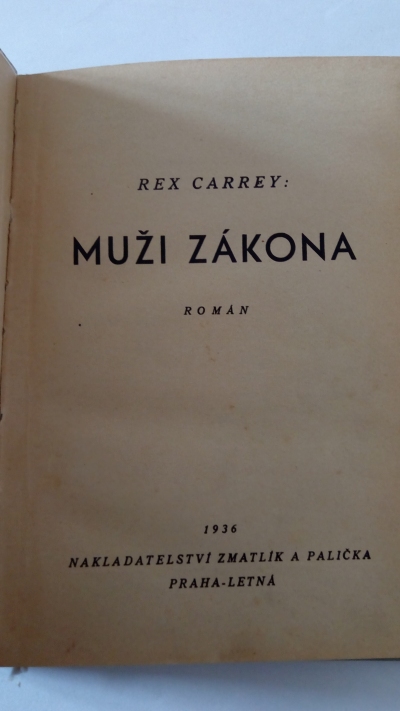 REX CARREY:
MUŽI ZÁKONA
ROMÁN
1936
NAKLADATELSTVÍ ZMATLÍK A PALIČKA
PRAHA-LETNÁ